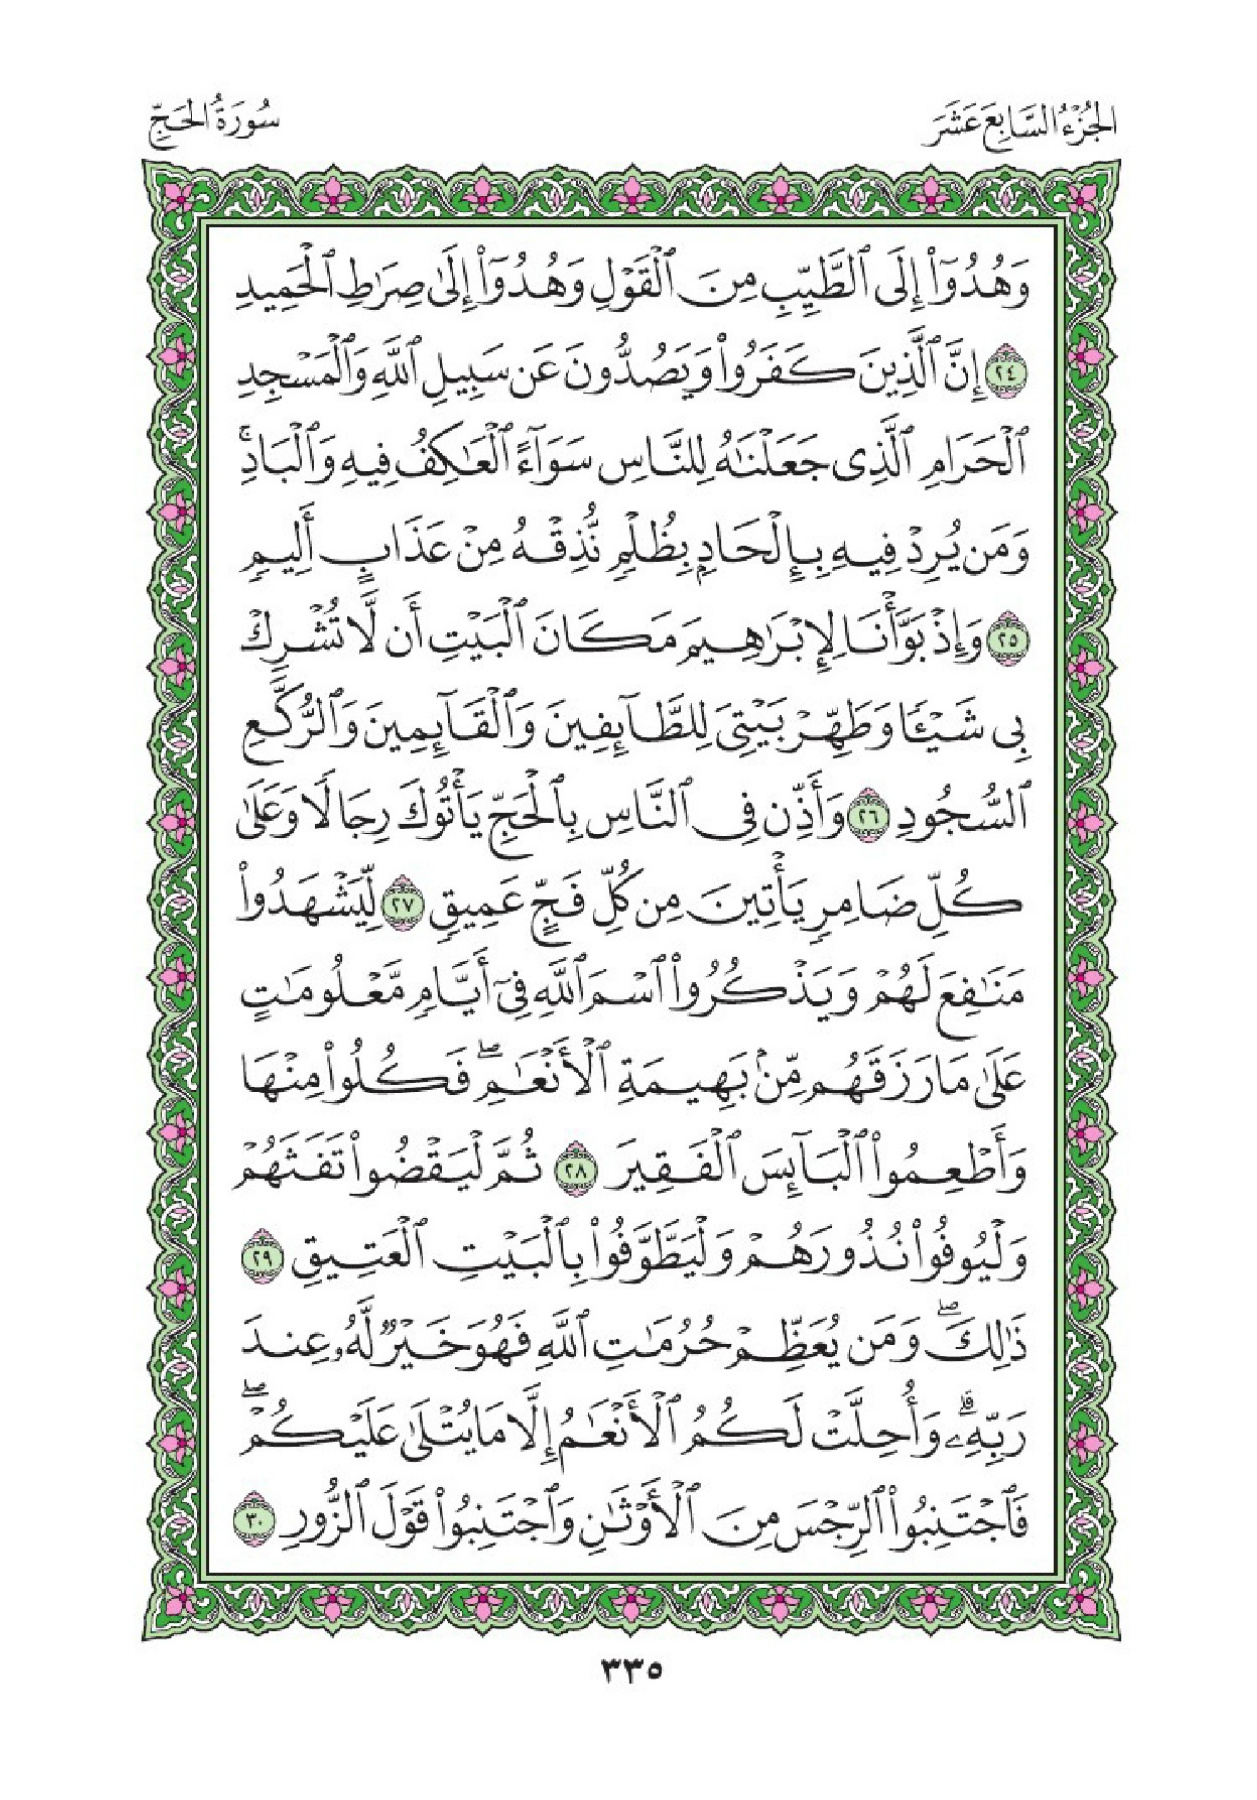 الجُزْءُ السَّابِعَ عَشَرَ
سُورَةُ الحَجِّ
وَهُدُوٓا۟ إِلَى ٱلطَّيِّبِ مِنَ ٱلْقَوْلِ وَهُدُوٓا۟ إِلَىٰ صِرَٰطِ ٱلْحَمِيدِ
٢٤ إِنَّ ٱلَّذِينَ كَفَرُوا۟ وَيَصُدُّونَ عَن سَبِيلِ ٱللَّهِ وَٱلْمَسْجِدِ
ٱلْحَرَامِ ٱلَّذِى جَعَلْنَٰهُ لِلنَّاسِ سَوَآءً ٱلْعَٰكِفُ فِيهِ وَٱلْبَادِ ۚ
وَمَن يُرِدْ فِيهِ بِإِلْحَادٍۭ بِظُلْمٍ نُّذِقْهُ مِنْ عَذَابٍ أَلِيمٍ
٢٥ وَإِذْ بَوَّأْنَا لِإِبْرَٰهِيمَ مَكَانَ ٱلْبَيْتِ أَن لَّا تُشْرِكْ
بِى شَيْـًٔا وَطَهِّرْ بَيْتِىَ لِلطَّآئِفِينَ وَٱلْقَآئِمِينَ وَٱلرُّكَّعِ
ٱلسُّجُودِ ٢٦ وَأَذِّن فِى ٱلنَّاسِ بِٱلْحَجِّ يَأْتُوكَ رِجَالًا وَعَلَىٰ
كُلِّ ضَامِرٍ يَأْتِينَ مِن كُلِّ فَجٍّ عَمِيقٍ ٢٧ لِّيَشْهَدُوا۟
مَنَٰفِعَ لَهُمْ وَيَذْكُرُوا۟ ٱسْمَ ٱللَّهِ فِىٓ أَيَّامٍ مَّعْلُومَٰتٍ
عَلَىٰ مَا رَزَقَهُم مِّنۢ بَهِيمَةِ ٱلْأَنْعَٰمِ ۖ فَكُلُوا۟ مِنْهَا
وَأَطْعِمُوا۟ ٱلْبَآئِسَ ٱلْفَقِيرَ ٢٨ ثُمَّ لْيَقْضُوا۟ تَفَثَهُمْ
وَلْيُوفُوا۟ نُذُورَهُمْ وَلْيَطَّوَّفُوا۟ بِٱلْبَيْتِ ٱلْعَتِيقِ ٢٩
ذَٰلِكَ ۖ وَمَن يُعَظِّمْ حُرُمَٰتِ ٱللَّهِ فَهُوَ خَيْرٌ لَّهُۥ عِندَ
رَبِّهِۦ ۗ وَأُحِلَّتْ لَكُمُ ٱلْأَنْعَٰمُ إِلَّا مَا يُتْلَىٰ عَلَيْكُمْ ۖ
فَٱجْتَنِبُوا۟ ٱلرِّجْسَ مِنَ ٱلْأَوْثَٰنِ وَٱجْتَنِبُوا۟ قَوْلَ ٱلزُّورِ ٣٠
٣٣٥